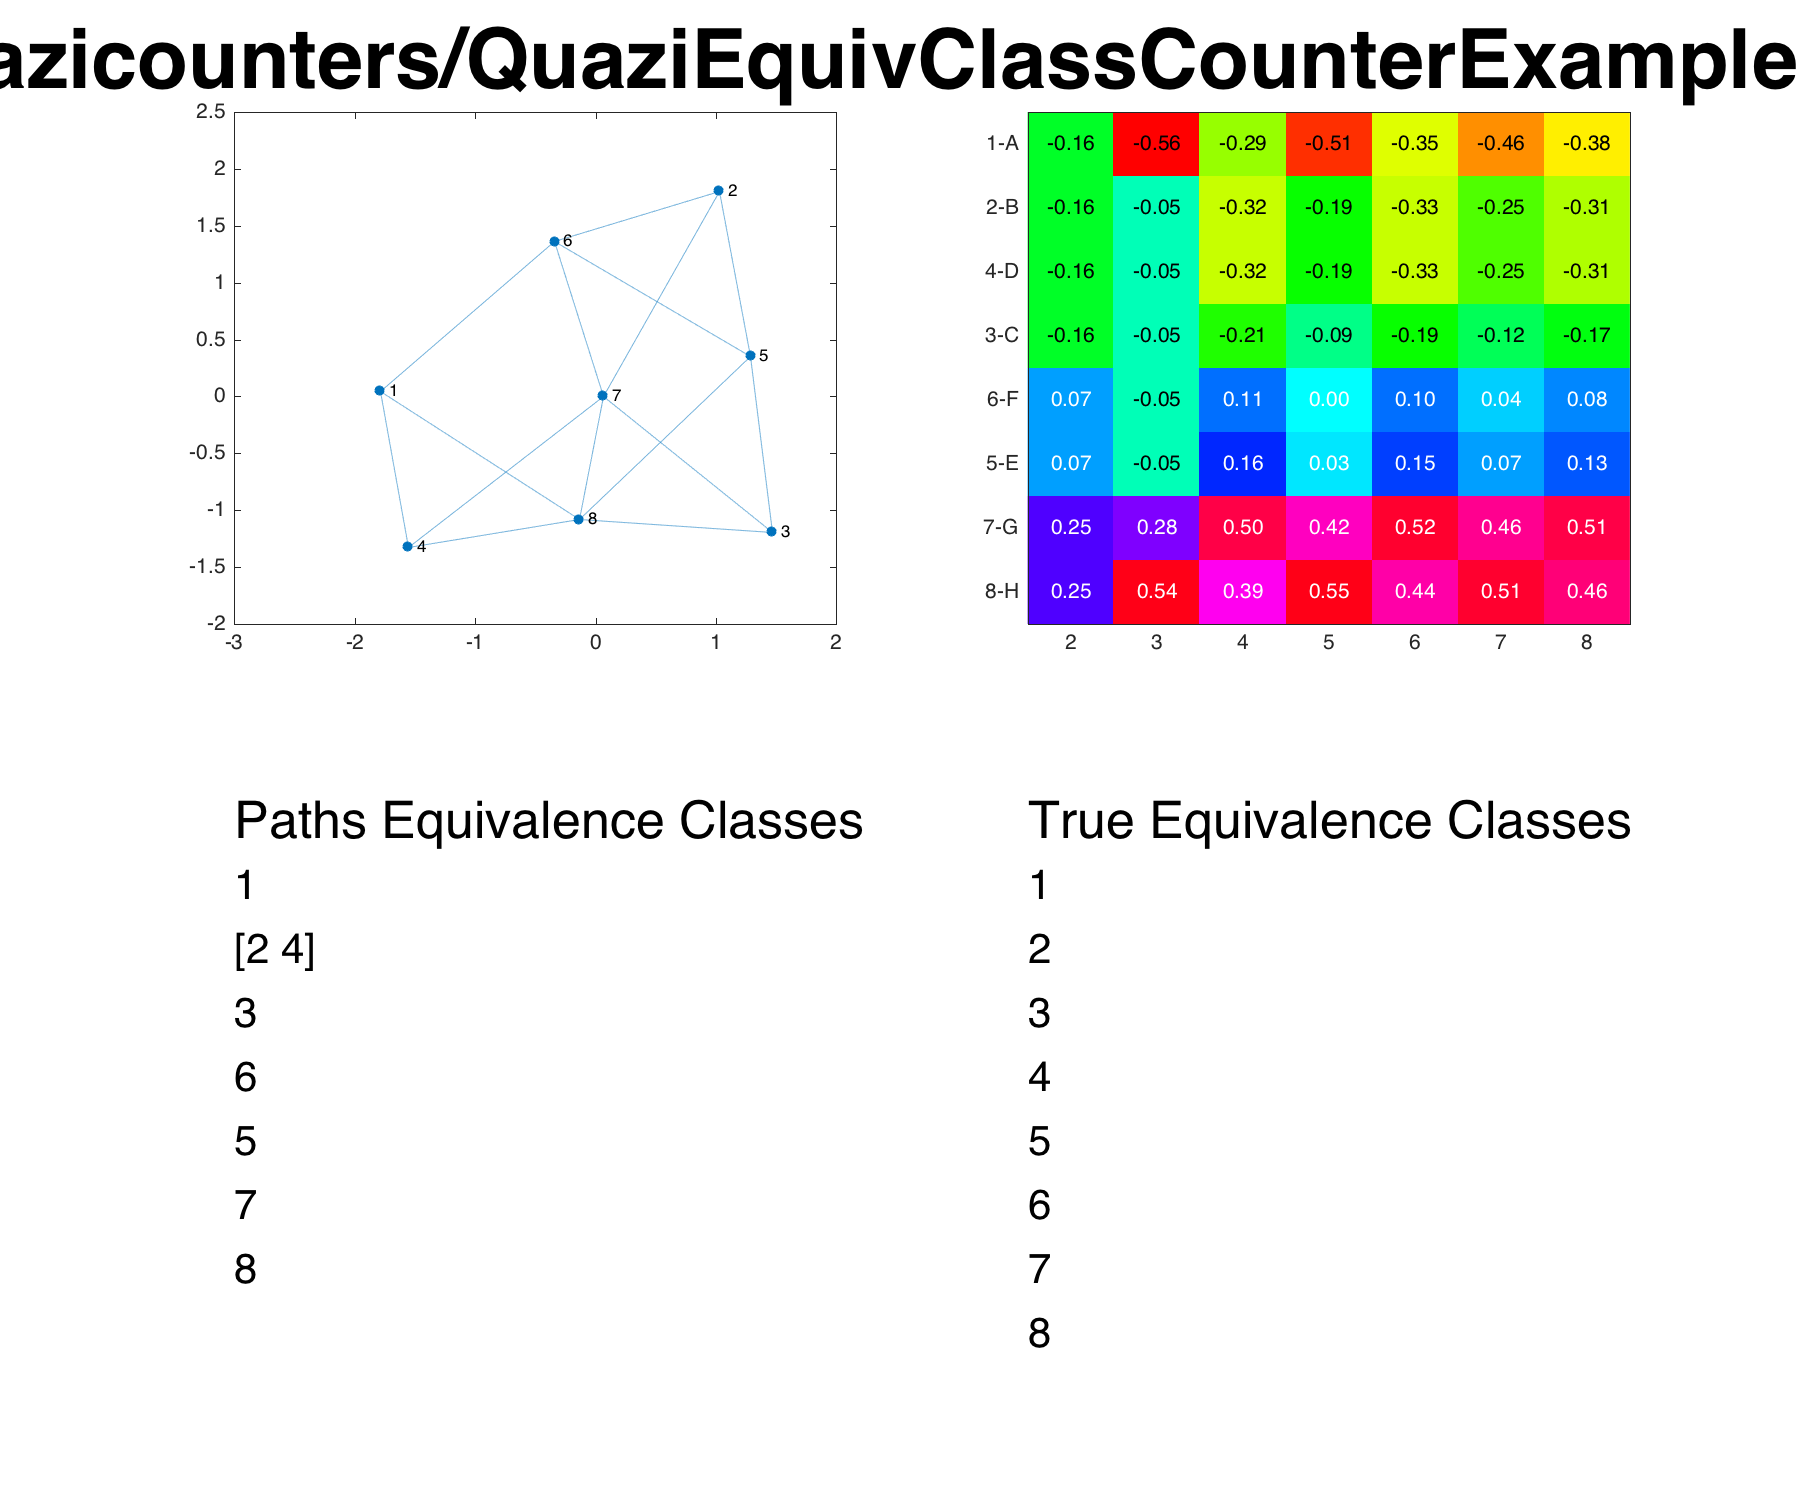 azicounters/QuaziEquivClassCounterExample
2.5
2
1.5
1
0.5
0
-0.5
-1
-1.5
-2
-3 -2 -1 0 1 2
2
6
5
1
7
8
3
4
1-A -0.16 -0.56 -0.29 -0.51 -0.35 -0.46 -0.38
2-B -0.16 -0.05 -0.32 -0.19 -0.33 -0.25 -0.31
4-D -0.16 -0.05 -0.32 -0.19 -0.33 -0.25 -0.31
3-C -0.16 -0.05 -0.21 -0.09 -0.19 -0.12 -0.17
6-F 0.07 -0.05 0.11 0.00 0.10 0.04 0.08
5-E 0.07 -0.05 0.16 0.03 0.15 0.07 0.13
7-G 0.25 0.28 0.50 0.42 0.52 0.46 0.51
8-H 0.25 0.54 0.39 0.55 0.44 0.51 0.46
2 3 4 5 6 7 8
Paths Equivalence Classes
1
[2 4]
3
6
5
7
8
True Equivalence Classes
1
2
3
4
5
6
7
8